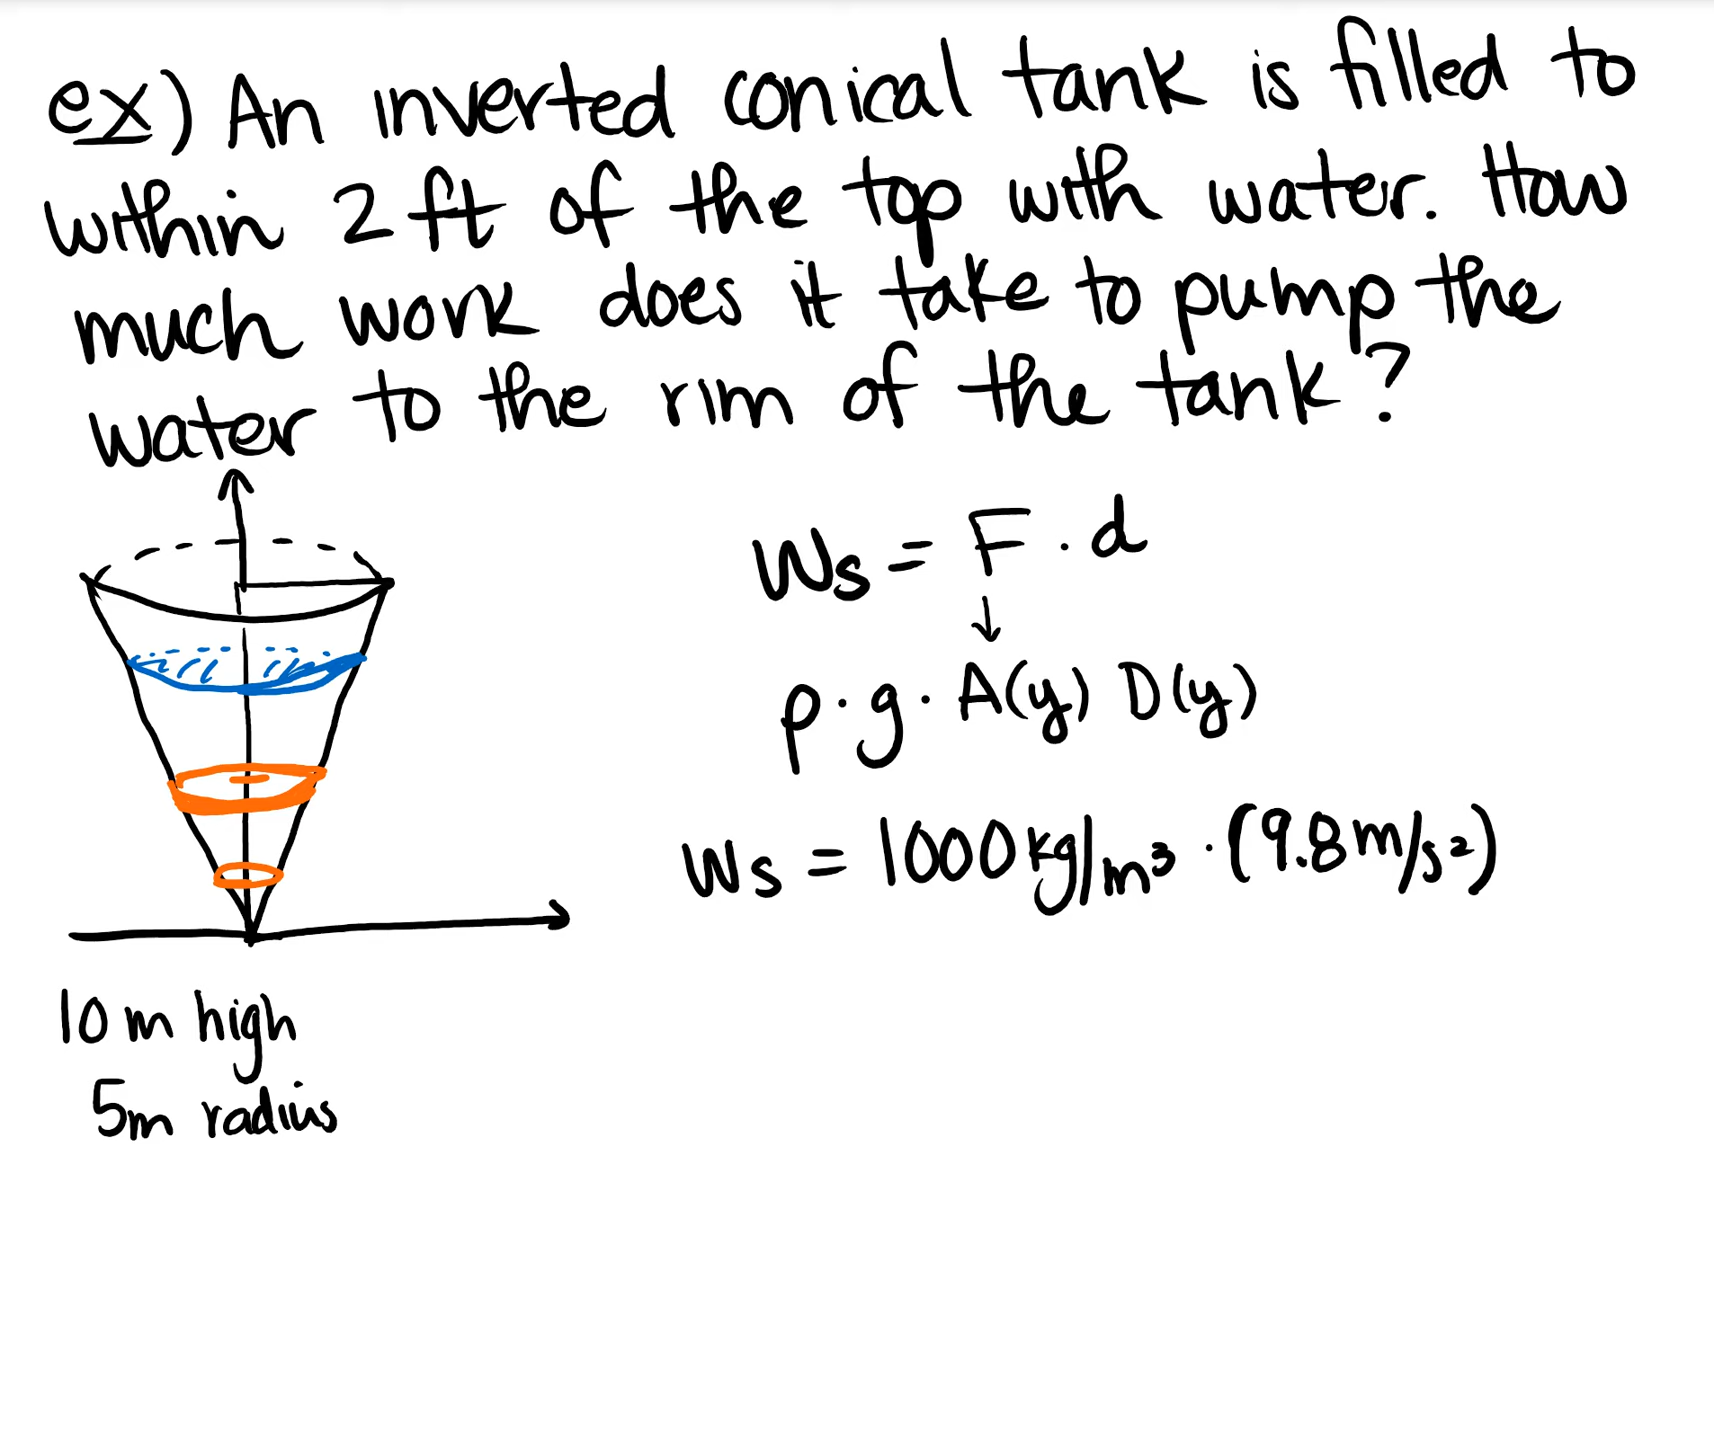 ex) An inverted conical tank is filled to
within 2 ft of the top with water. How
much work does it take to pump the
water to the rim of the tank?
Ws = F · d
↓
ρ · g · A(y) D(y)
Ws = 1000 kg/m³ · (9.8 m/s²)
10 m high
5m radius